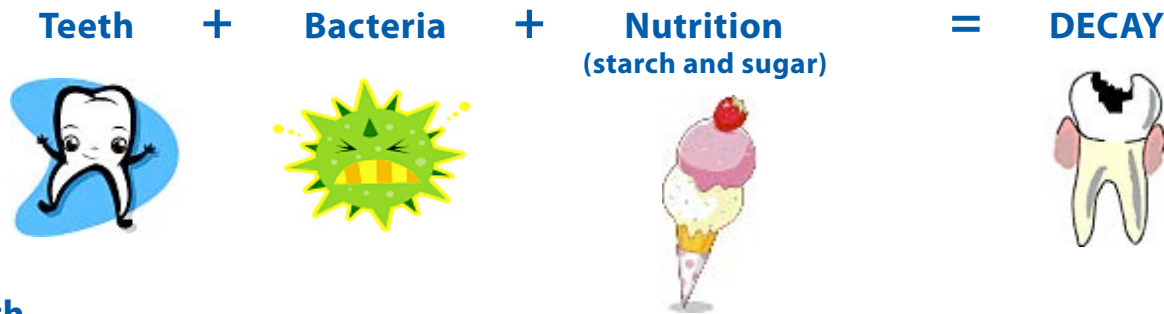 Teeth + Bacteria + Nutrition = DECAY
(starch and sugar)